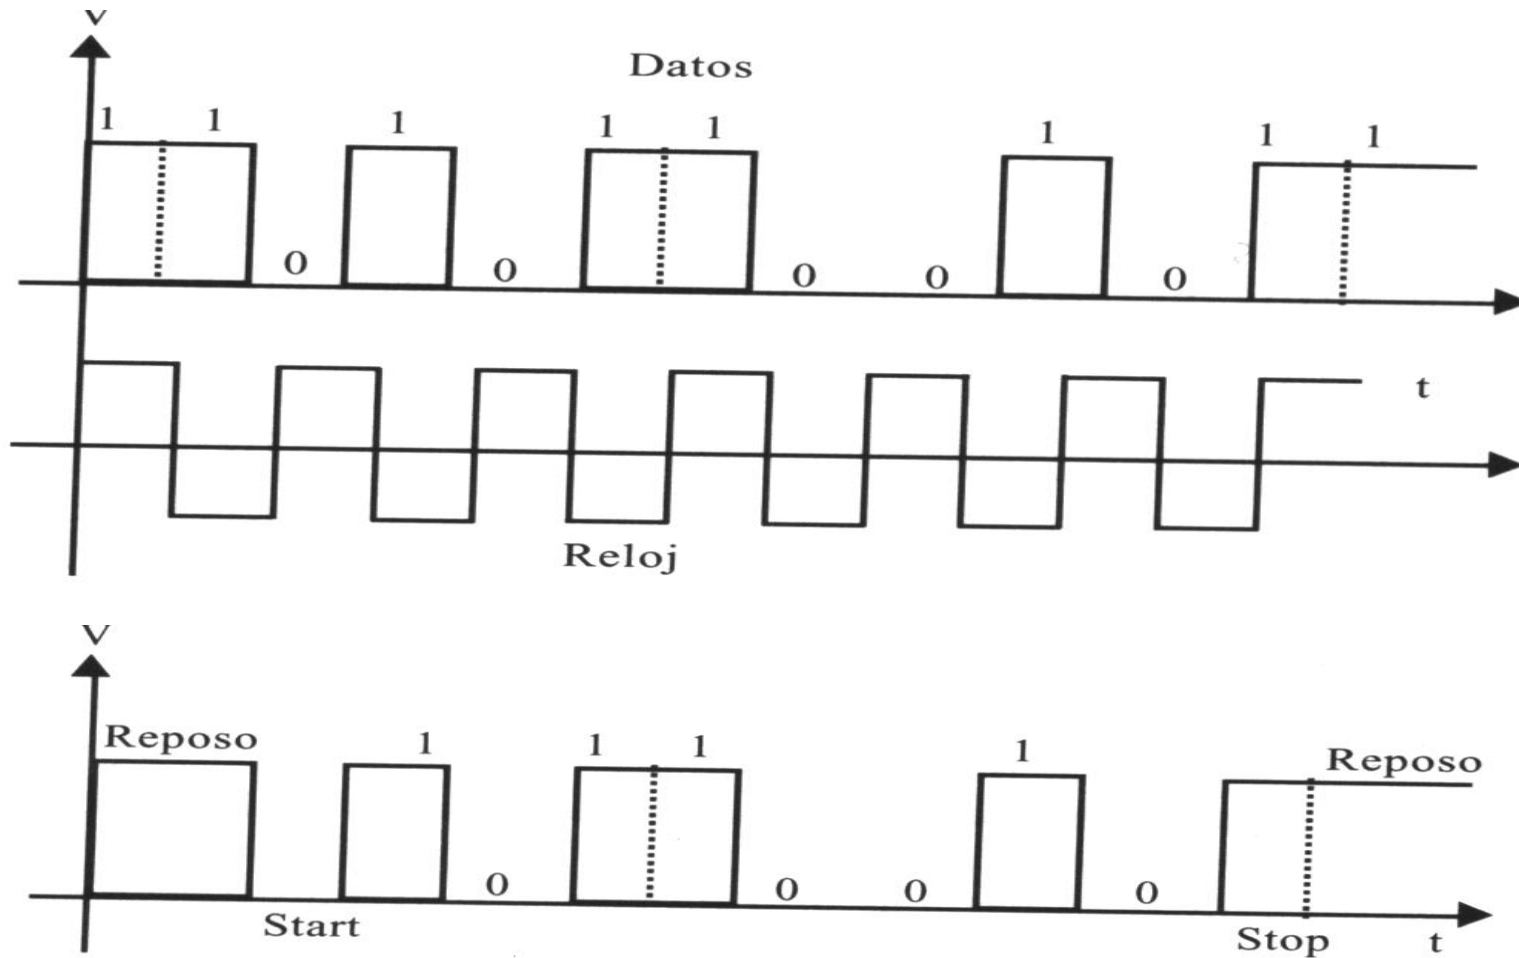 V
Datos
1 1 0 1 0 1 1 0 0 1 0 1 1
t
Reloj
V
Reposo 1 0 1 1 0 0 1 0 Reposo
Start Stop t